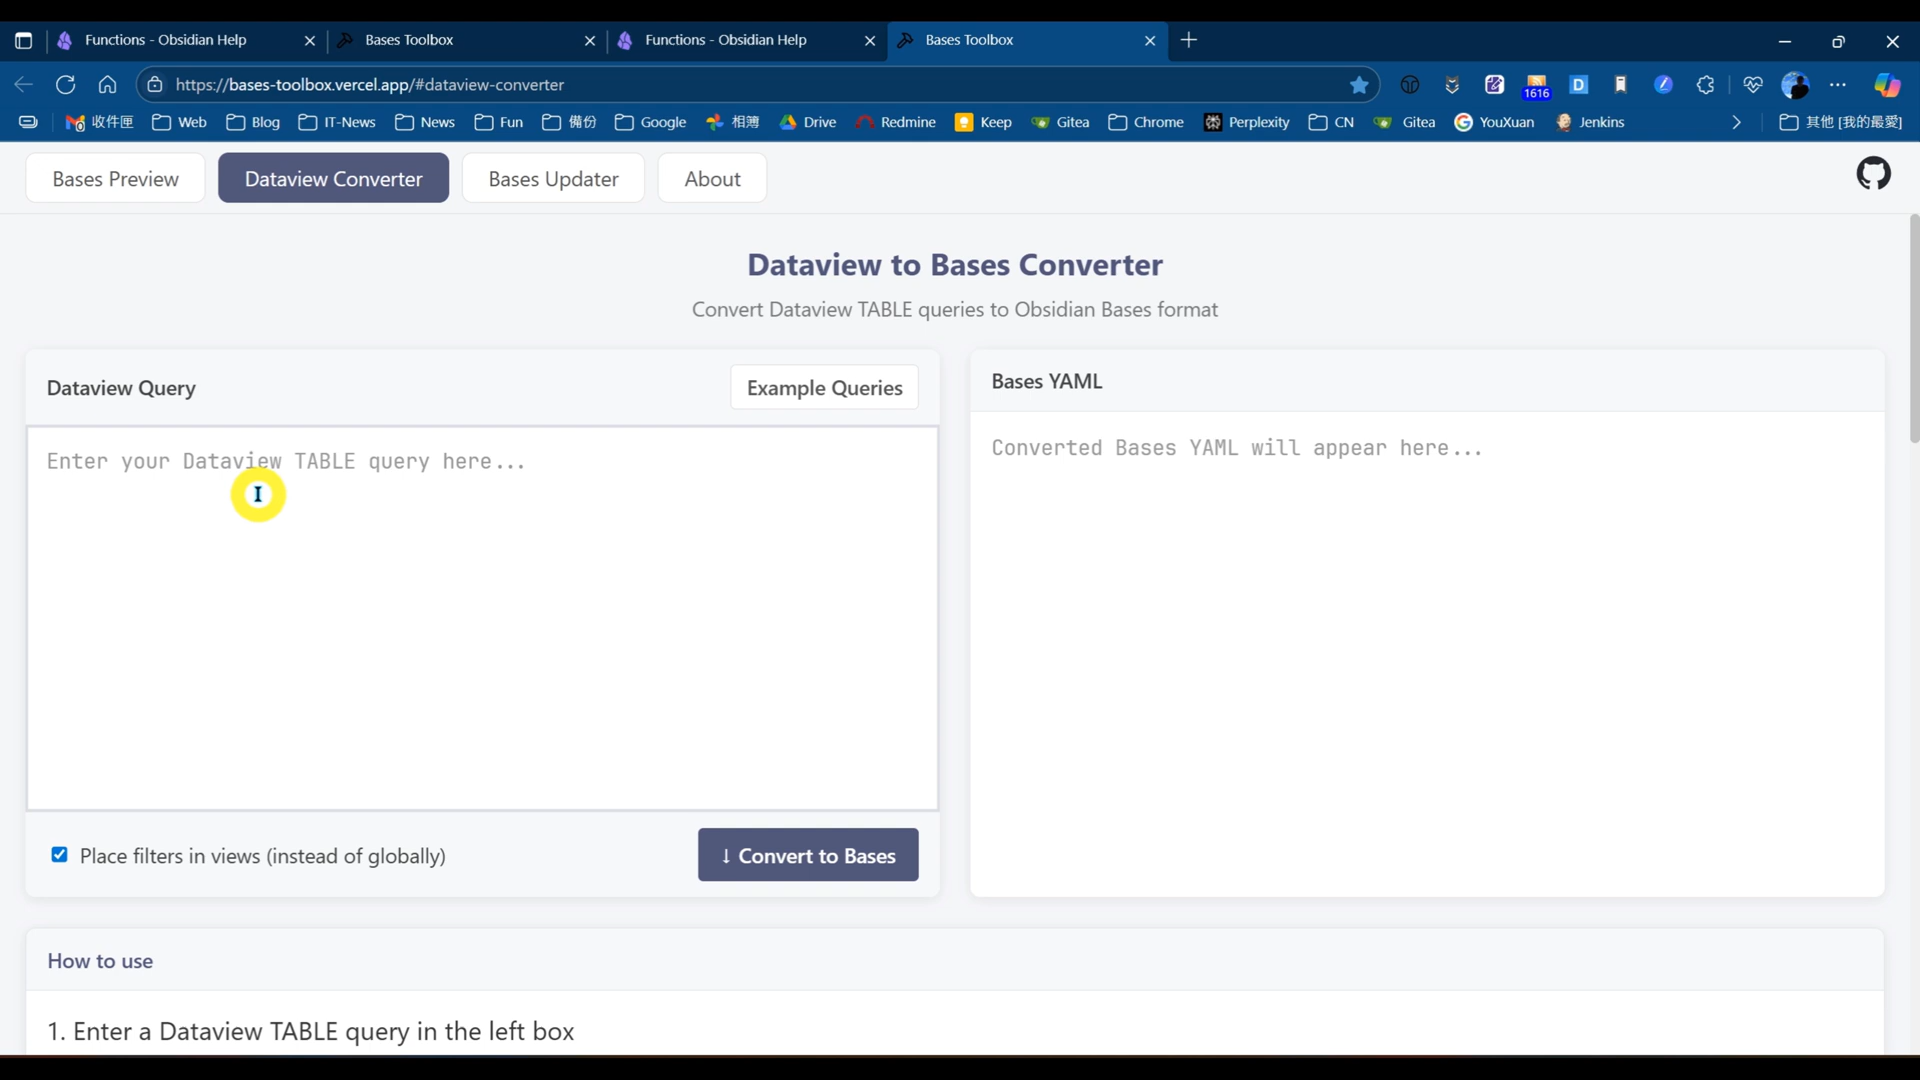 Functions - Obsidian Help
Bases Toolbox
Functions - Obsidian Help
Bases Toolbox
https://bases-toolbox.vercel.app/#dataview-converter
1616
D
收件匣
Web
Blog
IT-News
News
Fun
備份
Google
相簿
Drive
Redmine
Keep
Gitea
Chrome
Perplexity
CN
Gitea
YouXuan
Jenkins
其他 [我的最愛]
Bases Preview
Dataview Converter
Bases Updater
About
Dataview to Bases Converter
Convert Dataview TABLE queries to Obsidian Bases format
Dataview Query
Example Queries
Enter your Dataview TABLE query here...
Place filters in views (instead of globally)
↓ Convert to Bases
Bases YAML
Converted Bases YAML will appear here...
How to use
1. Enter a Dataview TABLE query in the left box